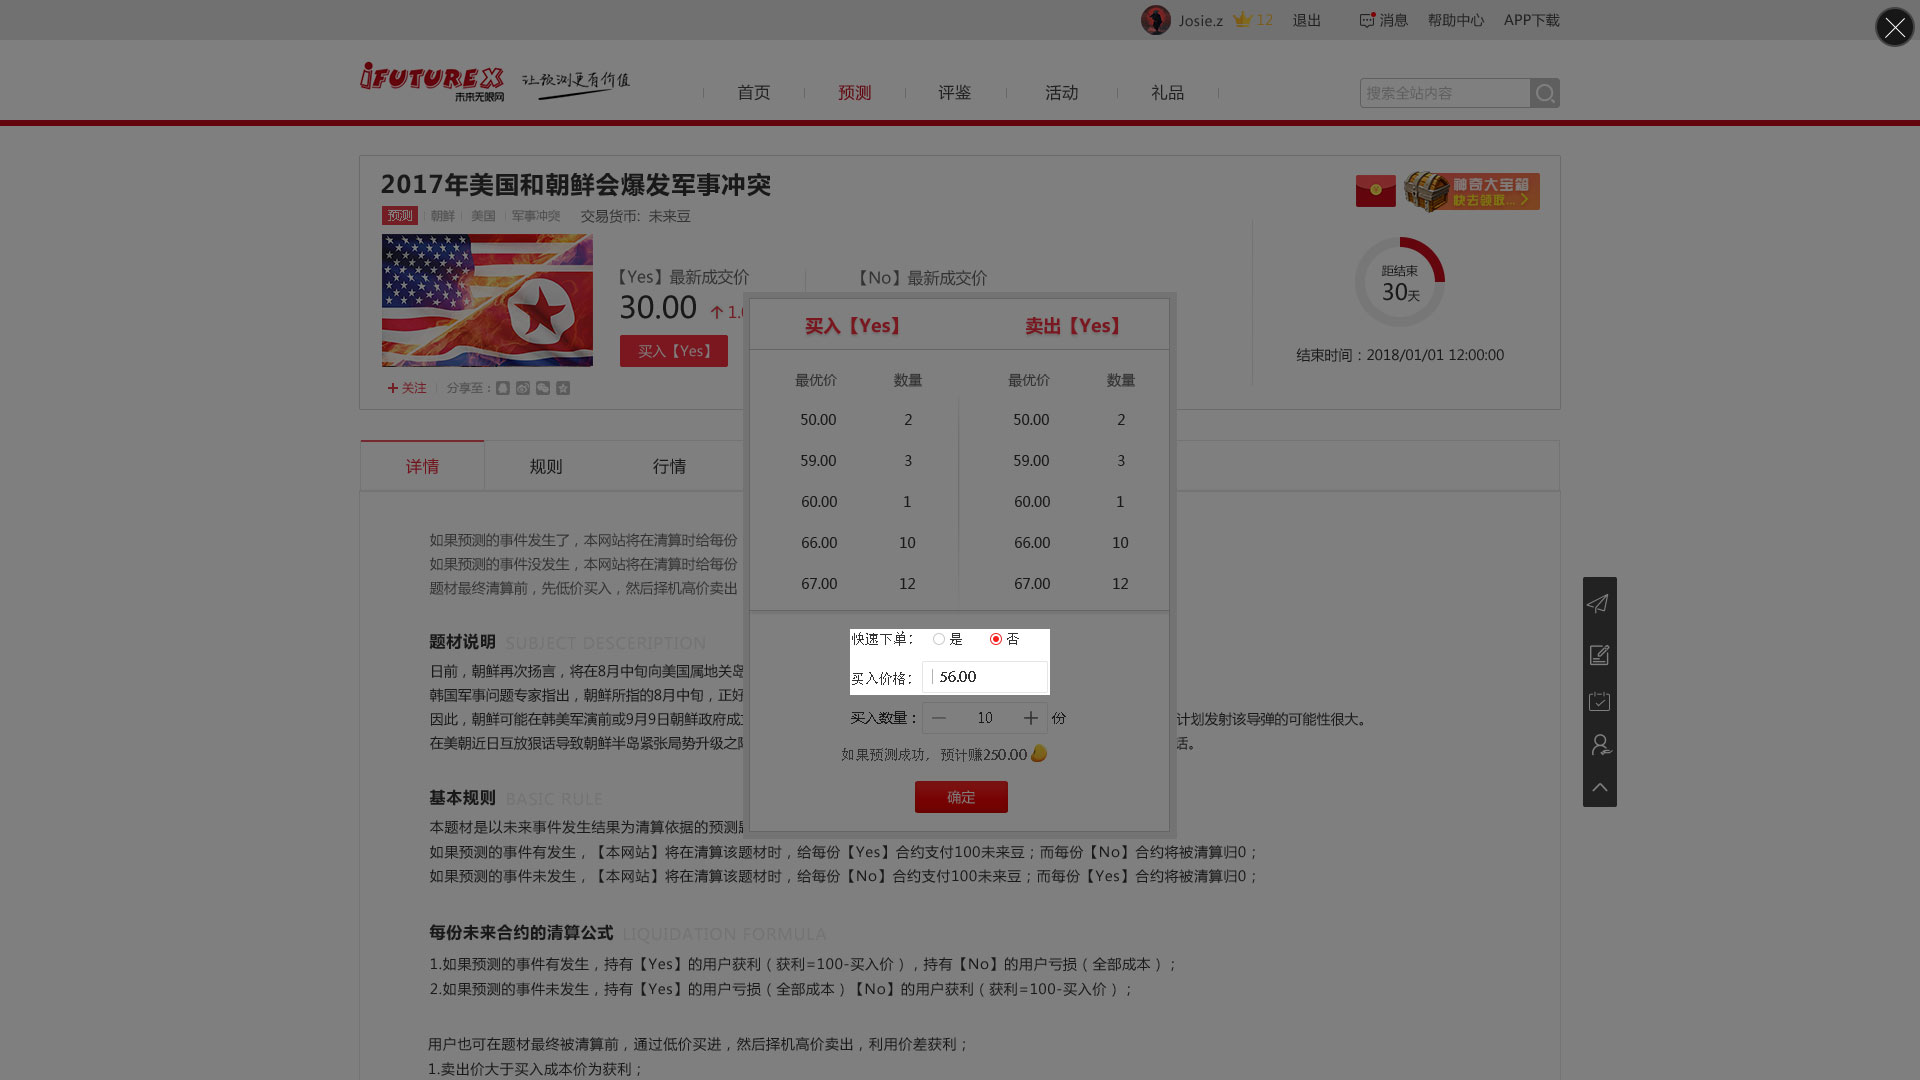 Josie.z 12 退出 消息 帮助中心 APP下载
iFUTUREX 未来无限网 让预测更有价值
首页 预测 评鉴 活动 礼品
搜索全站内容
2017年美国和朝鲜会爆发军事冲突
预测 朝鲜 美国 军事冲突 交易货币: 未来豆
神奇大宝箱
快去领取...
【Yes】最新成交价 【No】最新成交价
30.00 ↑1.
买入【Yes】
距结束
30天
结束时间：2018/01/01 12:00:00
+ 关注 分享至：
买入【Yes】 卖出【Yes】
最优价 数量 最优价 数量
50.00 2 50.00 2
59.00 3 59.00 3
60.00 1 60.00 1
66.00 10 66.00 10
67.00 12 67.00 12
快速下单： 是 否
买入价格： 56.00
买入数量： 10 份
如果预测成功，预计赚250.00
确定
详情 规则 行情
如果预测的事件发生了，本网站将在清算时给每份
如果预测的事件没发生，本网站将在清算时给每份
题材最终清算前，先低价买入，然后择机高价卖出
题材说明 SUBJECT DESCERIPTION
日前，朝鲜再次扬言，将在8月中旬向美国属地关岛
韩国军事问题专家指出，朝鲜所指的8月中旬，正好
因此，朝鲜可能在韩美军演前或9月9日朝鲜政府成 计划发射该导弹的可能性很大。
在美朝近日互放狠话导致朝鲜半岛紧张局势升级之 话。
基本规则 BASIC RULE
本题材是以未来事件发生结果为清算依据的预测
如果预测的事件有发生，【本网站】将在清算该题材时，给每份【Yes】合约支付100未来豆；而每份【No】合约将被清算归0；
如果预测的事件未发生，【本网站】将在清算该题材时，给每份【No】合约支付100未来豆；而每份【Yes】合约将被清算归0；
每份未来合约的清算公式 LIQUIDATION FORMULA
1.如果预测的事件有发生，持有【Yes】的用户获利（获利=100-买入价），持有【No】的用户亏损（全部成本）；
2.如果预测的事件未发生，持有【Yes】的用户亏损（全部成本）【No】的用户获利（获利=100-买入价）；
用户也可在题材最终被清算前，通过低价买进，然后择机高价卖出，利用价差获利；
1.卖出价大于买入成本价为获利；